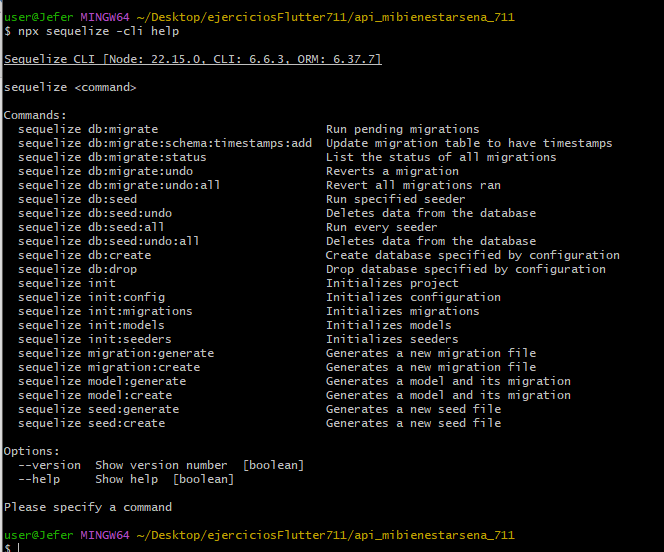 user@Jefer MINGW64 ~/Desktop/ejerciciosFlutter711/api_mibienestarsena_711
$ npx sequelize -cli help
Sequelize CLI [Node: 22.15.0, CLI: 6.6.3, ORM: 6.37.7]
sequelize <command>
Commands:
  sequelize db:migrate                        Run pending migrations
  sequelize db:migrate:schema:timestamps:add  Update migration table to have timestamps
  sequelize db:migrate:status                 List the status of all migrations
  sequelize db:migrate:undo                   Reverts a migration
  sequelize db:migrate:undo:all               Revert all migrations ran
  sequelize db:seed                           Run specified seeder
  sequelize db:seed:undo                      Deletes data from the database
  sequelize db:seed:all                       Run every seeder
  sequelize db:seed:undo:all                  Deletes data from the database
  sequelize db:create                         Create database specified by configuration
  sequelize db:drop                           Drop database specified by configuration
  sequelize init                              Initializes project
  sequelize init:config                       Initializes configuration
  sequelize init:migrations                   Initializes migrations
  sequelize init:models                       Initializes models
  sequelize init:seeders                      Initializes seeders
  sequelize migration:generate                Generates a new migration file
  sequelize migration:create                  Generates a new migration file
  sequelize model:generate                    Generates a model and its migration
  sequelize model:create                      Generates a model and its migration
  sequelize seed:generate                     Generates a new seed file
  sequelize seed:create                       Generates a new seed file
Options:
  --version  Show version number  [boolean]
  --help     Show help  [boolean]
Please specify a command
user@Jefer MINGW64 ~/Desktop/ejerciciosFlutter711/api_mibienestarsena_711
$